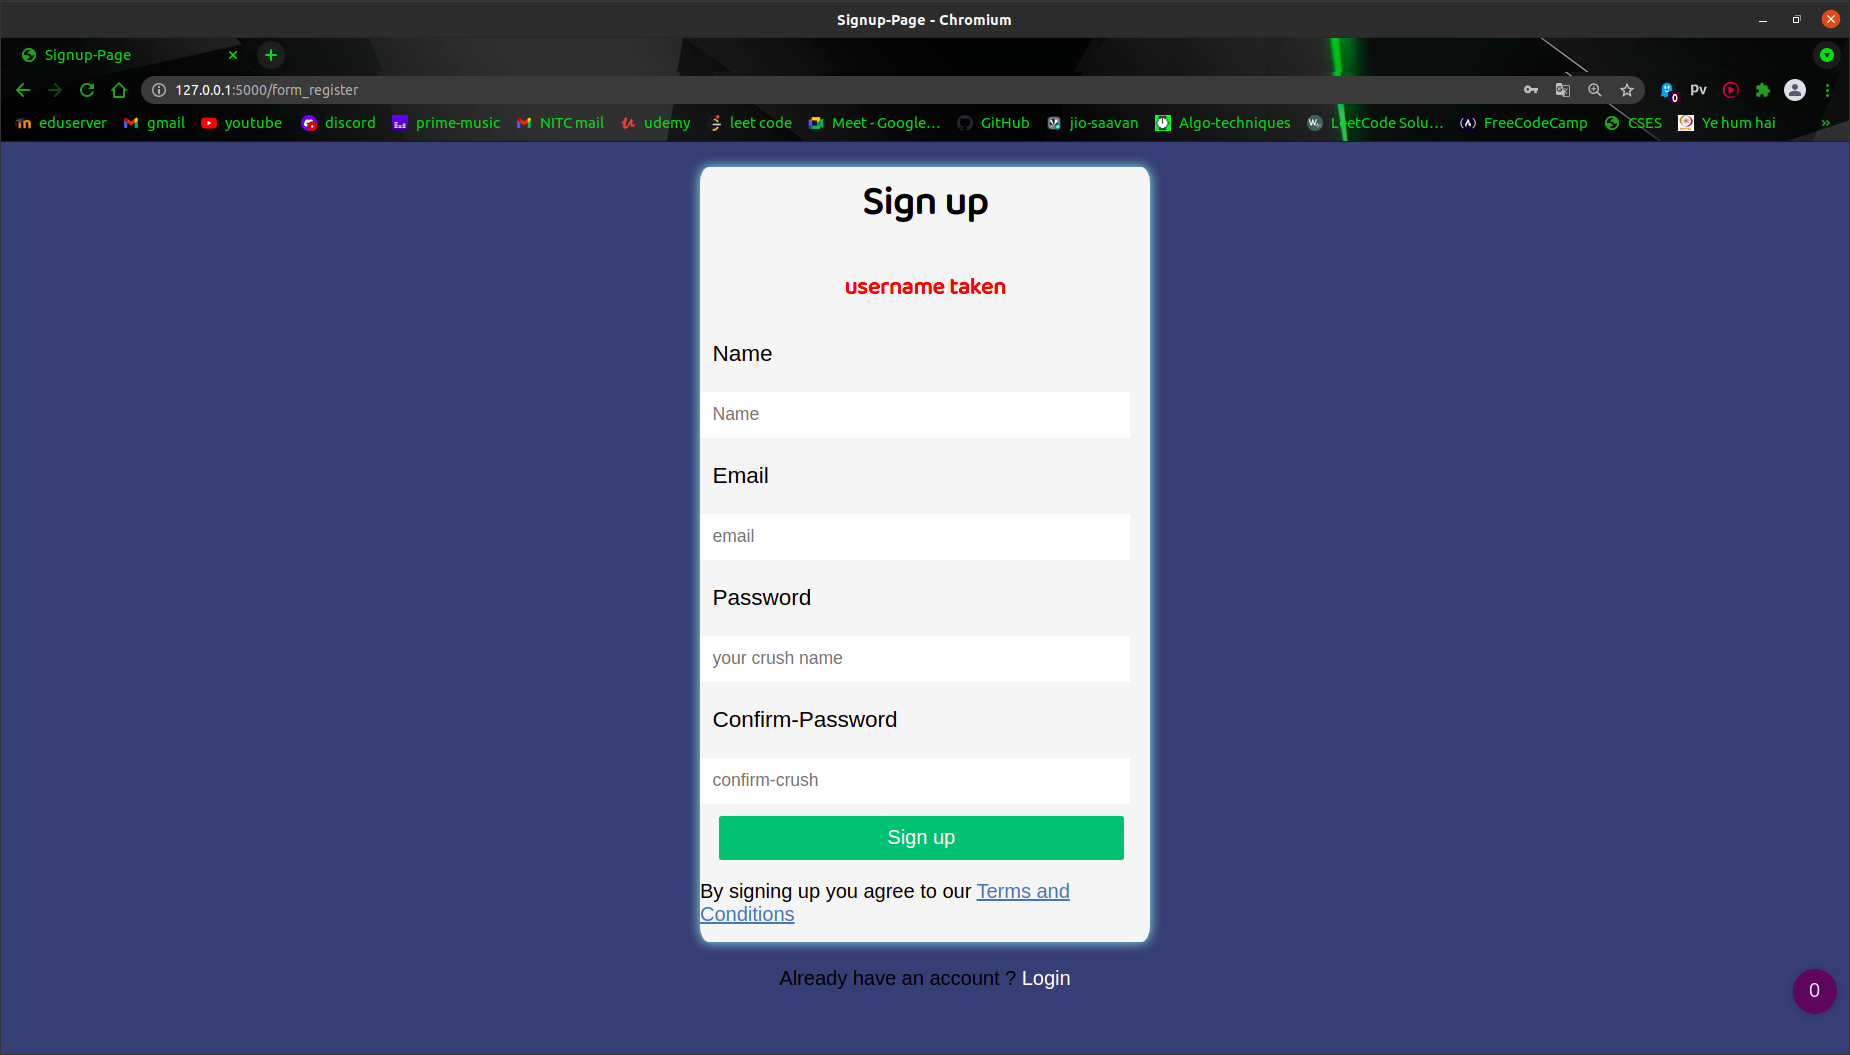 Signup-Page - Chromium
Signup-Page
127.0.0.1:5000/form_register
0
PV
eduserver gmail youtube discord prime-music NITC mail udemy leet code Meet - Google... GitHub jio-saavan Algo-techniques LeetCode Solu... FreeCodeCamp CSES Ye hum hai »
Sign up
username taken
Name
Name
Email
email
Password
your crush name
Confirm-Password
confirm-crush
Sign up
By signing up you agree to our Terms and
Conditions
Already have an account ? Login
0